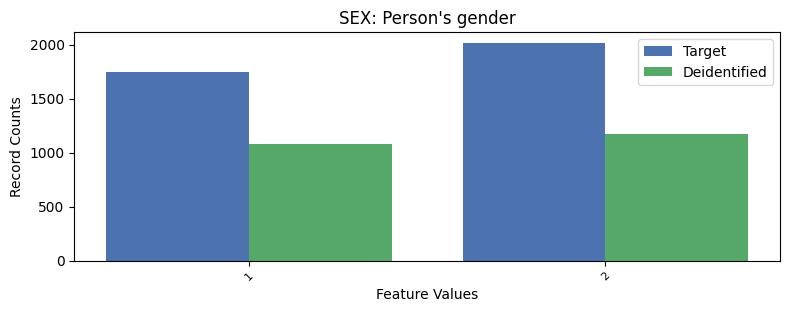 SEX: Person's gender
Target
Deidentified
Record Counts
2000
1500
1000
500
0
1
2
Feature Values